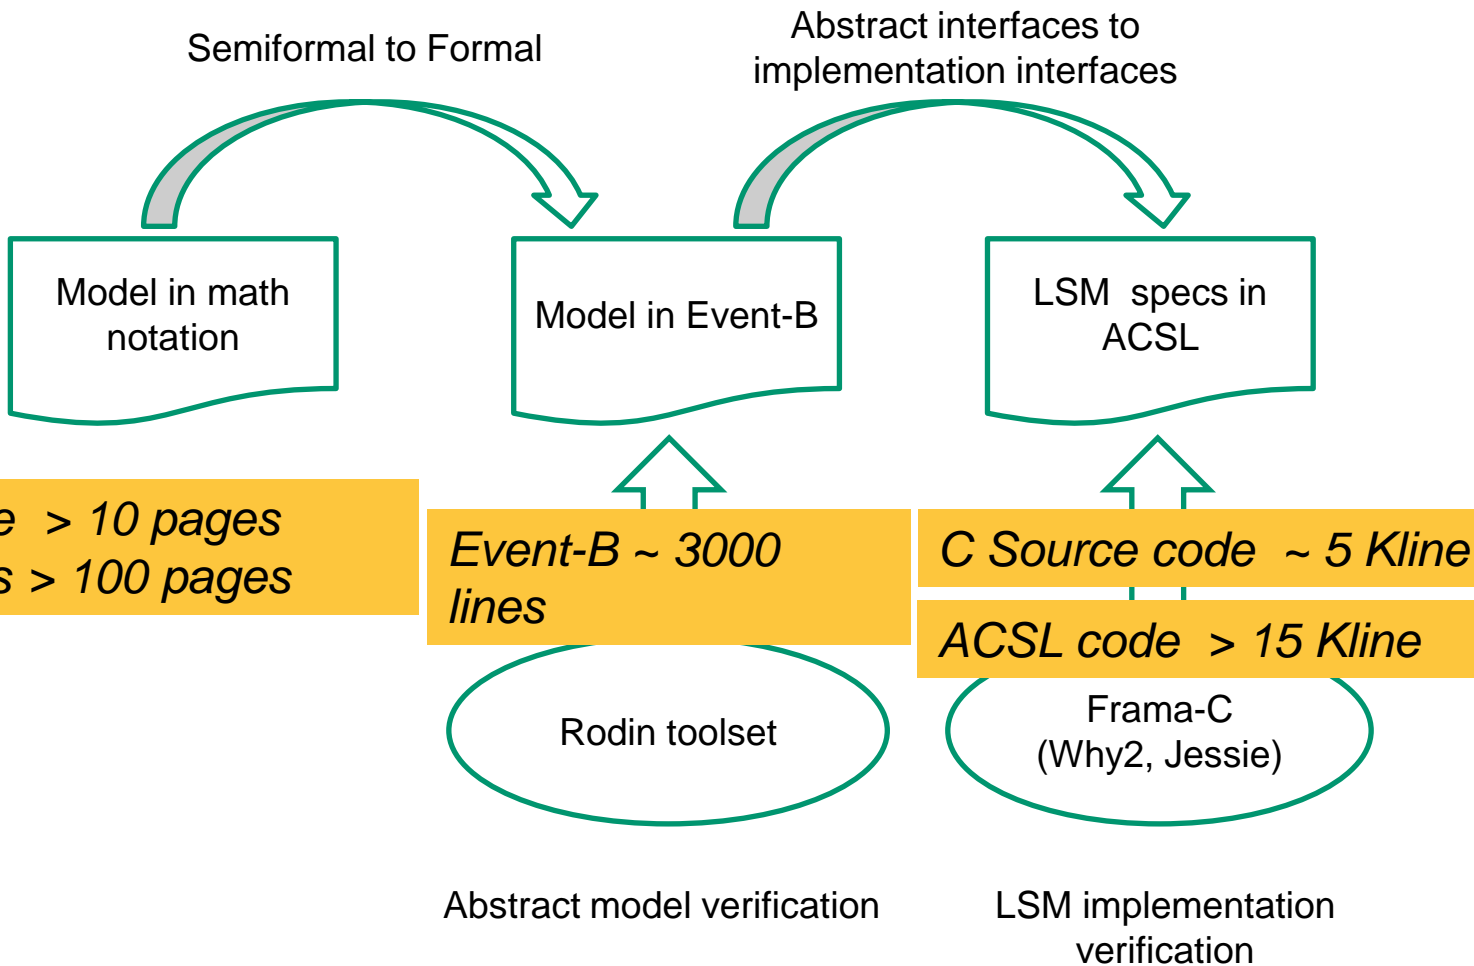 Semiformal to Formal
Abstract interfaces to
implementation interfaces
Model in math
notation
Model in Event-B
LSM specs in
ACSL
> 10 pages
> 100 pages
Event-B ~ 3000
lines
C Source code ~ 5 Kline
ACSL code > 15 Kline
Rodin toolset
Frama-C
(Why2, Jessie)
Abstract model verification
LSM implementation
verification